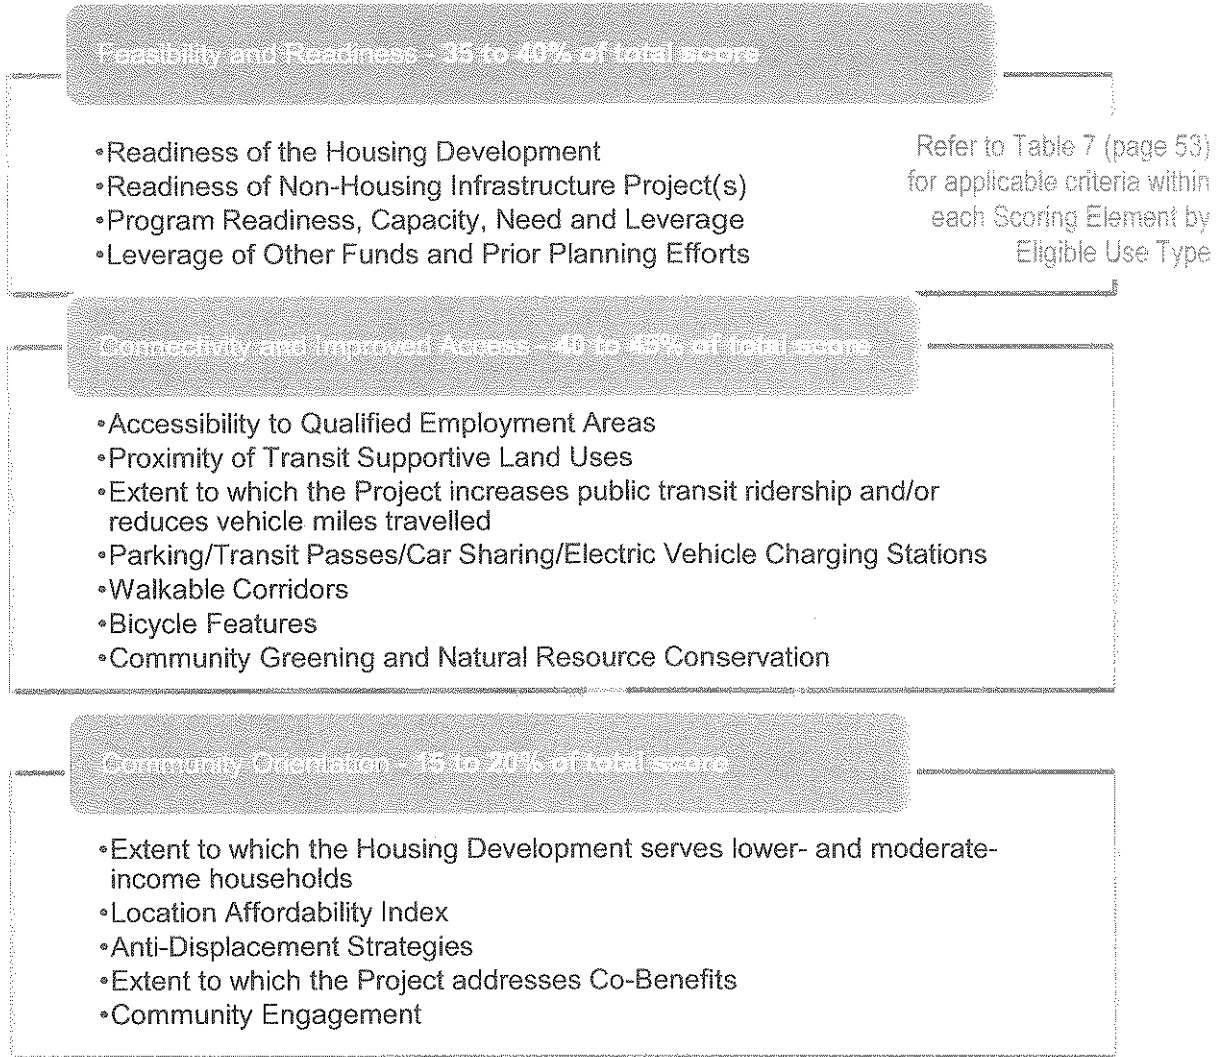 Feasibility and Readiness - 35 to 40% of total score
•Readiness of the Housing Development
•Readiness of Non-Housing Infrastructure Project(s)
•Program Readiness, Capacity, Need and Leverage
•Leverage of Other Funds and Prior Planning Efforts
Refer to Table 7 (page 53)
for applicable criteria within
each Scoring Element by
Eligible Use Type
Connectivity and Improved Access - 40 to 45% of total score
•Accessibility to Qualified Employment Areas
•Proximity of Transit Supportive Land Uses
•Extent to which the Project increases public transit ridership and/or
reduces vehicle miles travelled
•Parking/Transit Passes/Car Sharing/Electric Vehicle Charging Stations
•Walkable Corridors
•Bicycle Features
•Community Greening and Natural Resource Conservation
Community Orientation - 15 to 20% of total score
•Extent to which the Housing Development serves lower- and moderate-
income households
•Location Affordability Index
•Anti-Displacement Strategies
•Extent to which the Project addresses Co-Benefits
•Community Engagement